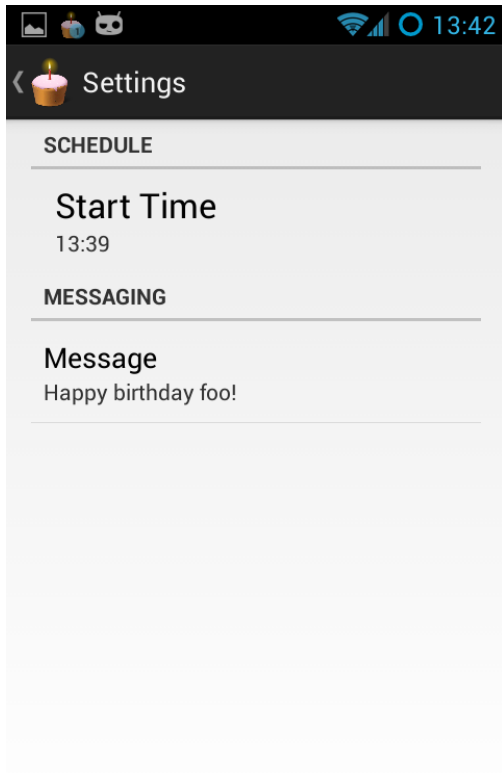 13:42
Settings
SCHEDULE
Start Time
13:39
MESSAGING
Message
Happy birthday foo!